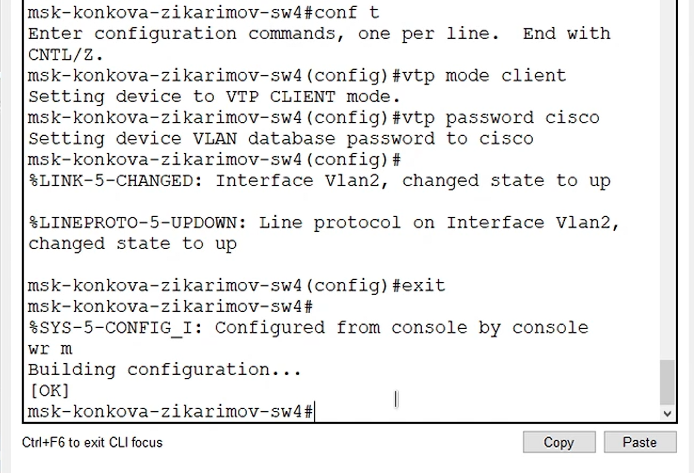 msk-konkova-zikarimov-sw4#conf t
Enter configuration commands, one per line.  End with
CNTL/Z.
msk-konkova-zikarimov-sw4(config)#vtp mode client
Setting device to VTP CLIENT mode.
msk-konkova-zikarimov-sw4(config)#vtp password cisco
Setting device VLAN database password to cisco
msk-konkova-zikarimov-sw4(config)#
%LINK-5-CHANGED: Interface Vlan2, changed state to up
%LINEPROTO-5-UPDOWN: Line protocol on Interface Vlan2,
changed state to up
msk-konkova-zikarimov-sw4(config)#exit
msk-konkova-zikarimov-sw4#
%SYS-5-CONFIG_I: Configured from console by console
wr m
Building configuration...
[OK]
msk-konkova-zikarimov-sw4#
Ctrl+F6 to exit CLI focus
Copy
Paste